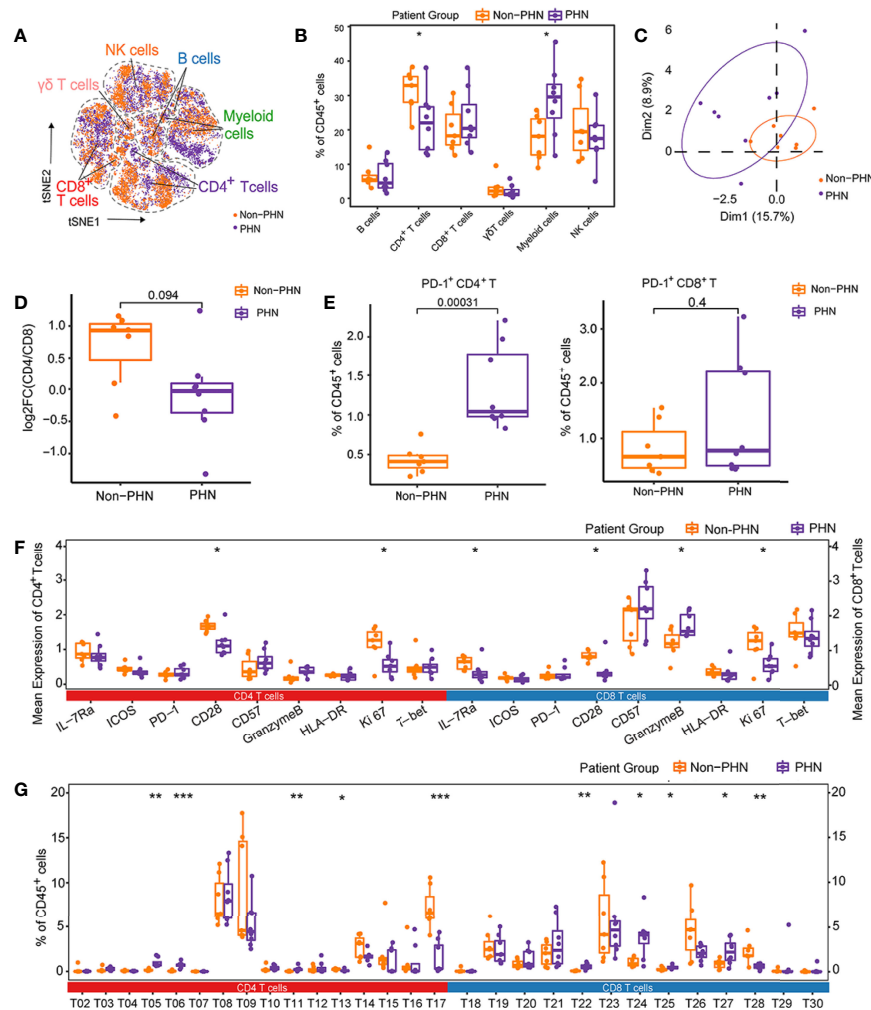 A
NK cells
B cells
γδ T cells
Myeloid
cells
CD8+
T cells
CD4+ Tcells
tSNE2
tSNE1
Non-PHN
PHN
B
Patient Group Non-PHN PHN
% of CD45+ cells
50
40
30
20
10
0
* *
B cells
CD4+ T cells
CD8+ T cells
γδT cells
Myeloid cells
NK cells
C
Dim2 (8.9%)
6
4
2
0
-2.5 0.0
Dim1 (15.7%)
Non-PHN
PHN
D
Non-PHN
PHN
0.094
log2FC(CD4/CD8)
1.0
0.5
0.0
-0.5
-1.0
Non-PHN PHN
E
PD-1+ CD4+ T
0.00031
% of CD45+ cells
2.0
1.5
1.0
0.5
Non-PHN PHN
PD-1+ CD8+ T
0.4
% of CD45+ cells
3.0
2.0
1.0
Non-PHN PHN
Non-PHN
PHN
F
Patient Group Non-PHN PHN
Mean Expression of CD4+ Tcells
4
3
2
1
0
* * * * * *
4
3
2
1
0
Mean Expression of CD8+ Tcells
CD4 T cells CD8 T cells
IL-7Ra ICOS PD-1 CD28 CD57 GranzymeB HLA-DR Ki 67 T-bet IL-7Ra ICOS PD-1 CD28 CD57 GranzymeB HLA-DR Ki 67 T-bet
G
Patient Group Non-PHN PHN
% of CD45+ cells
20
15
10
5
0
** *** ** * *** ** * * * **
20
15
10
5
0
CD4 T cells CD8 T cells
T02 T03 T04 T05 T06 T07 T08 T09 T10 T11 T12 T13 T14 T15 T16 T17 T18 T19 T20 T21 T22 T23 T24 T25 T26 T27 T28 T29 T30